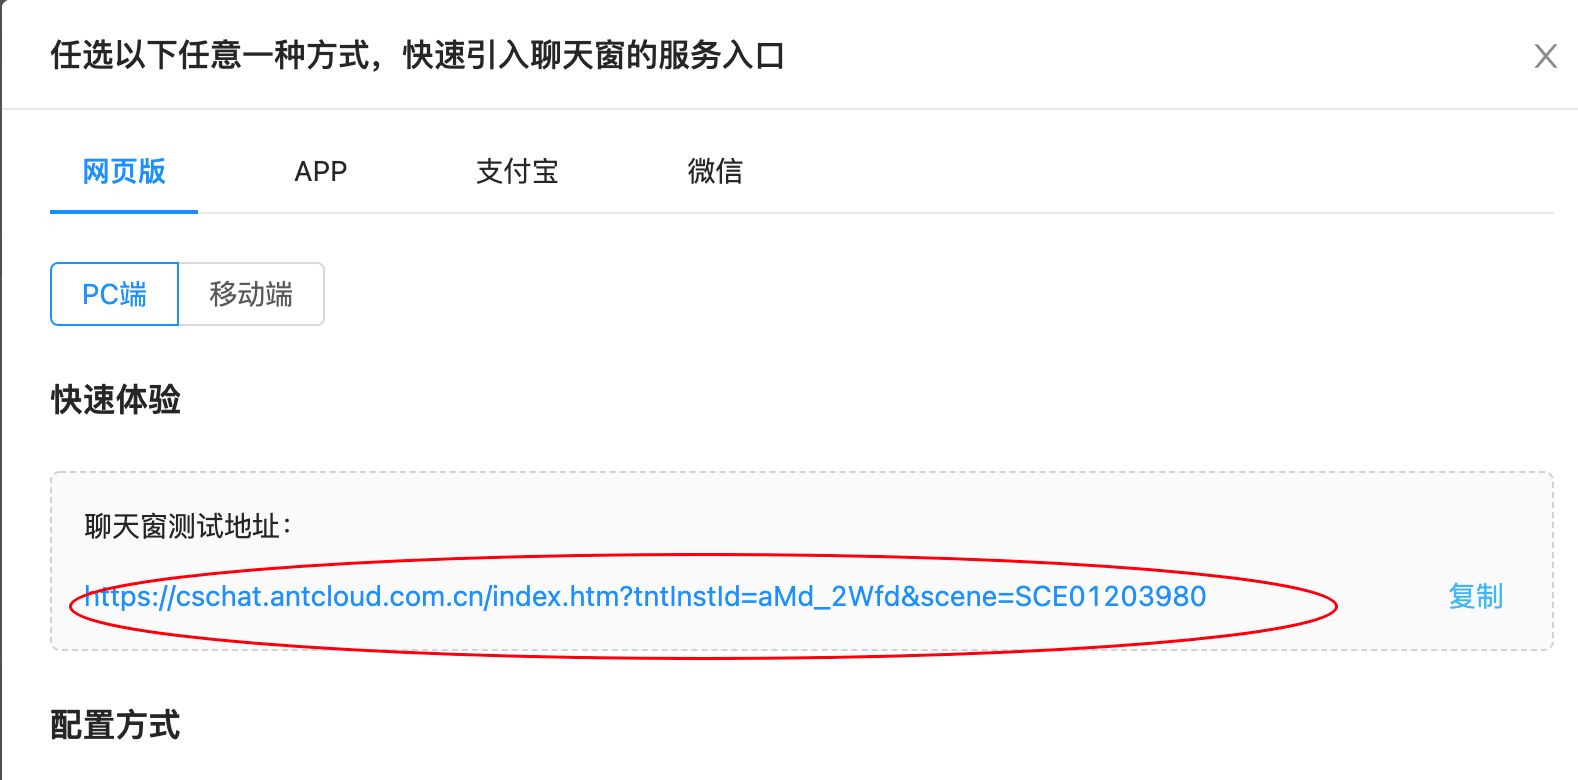 任选以下任意一种方式，快速引入聊天窗的服务入口
网页版 APP 支付宝 微信
PC端 移动端
快速体验
聊天窗测试地址：
https://cschat.antcloud.com.cn/index.htm?tntInstId=aMd_2Wfd&scene=SCE01203980 复制
配置方式